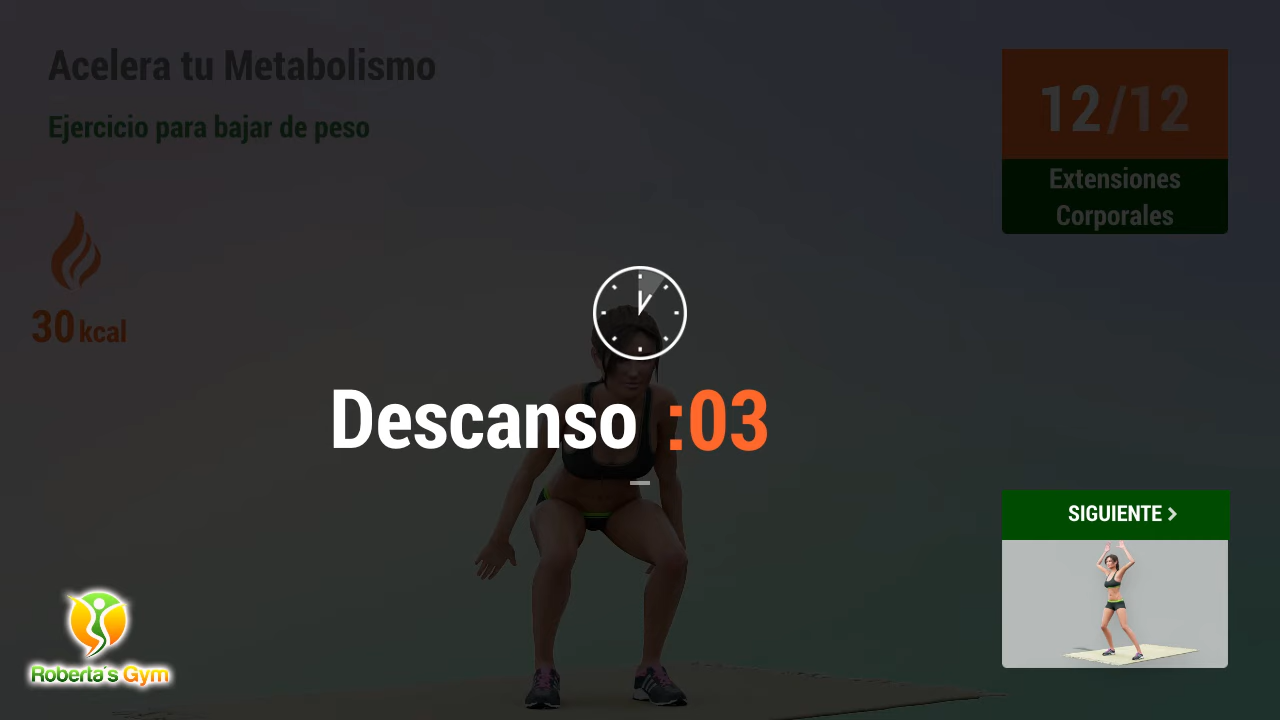 Acelera tu Metabolismo
Ejercicio para bajar de peso
12/12
Extensiones
Corporales
30 kcal
Descanso :03
SIGUIENTE >
Roberta´s Gym